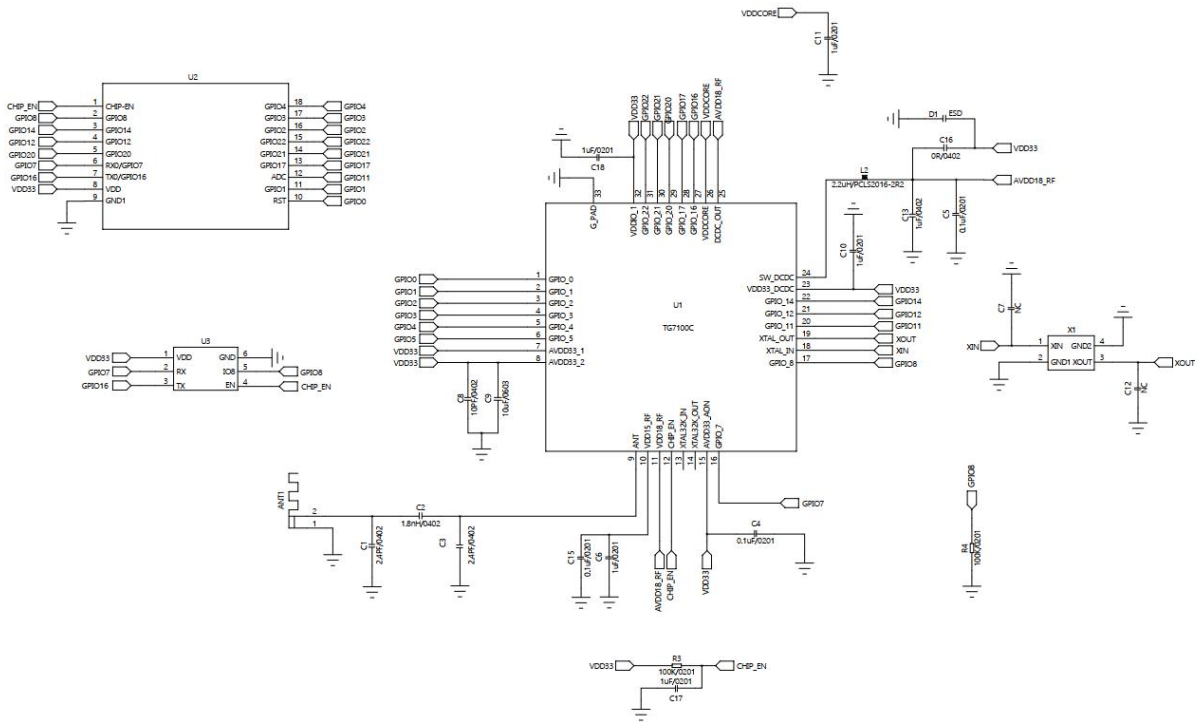 VDDCORE
C11
1uF/0201
U2
CHIP_EN 1 CHIP-EN GPIO4 18 GPIO4
GPIO8 2 GPIO8 GPIO3 17 GPIO3
GPIO14 3 GPIO14 GPIO2 16 GPIO2
GPIO12 4 GPIO12 GPIO22 15 GPIO22
GPIO20 5 GPIO20 GPIO21 14 GPIO21
GPIO7 6 RX0/GPIO7 GPIO17 13 GPIO17
GPIO16 7 TX0/GPIO16 ADC 12 GPIO11
VDD33 8 VDD GPIO1 11 GPIO1
9 GND1 RST 10 GPIO0
VDD33
GPIO22
GPIO21
GPIO20
GPIO17
GPIO16
VDDCORE
AVDD18_RF
1uF/0201
C18
33 32 31 30 29 28 27 26 25
G_PAD
VDDIO_1
GPIO_22
GPIO_21
GPIO_20
GPIO_17
GPIO_16
VDDCORE
DCDC_OUT
D1 ESD
C16
0R/0402
VDD33
L2
2.2uH/PCLS2016-2R2
AVDD18_RF
C13
1uF/0402
C5
0.1uF/0201
C10
1uF/0201
GPIO0 1 GPIO_0
GPIO1 2 GPIO_1
GPIO2 3 GPIO_2
GPIO3 4 GPIO_3
GPIO4 5 GPIO_4
GPIO5 6 GPIO_5
VDD33 7 AVDD33_1
VDD33 8 AVDD33_2
U1
TG7100C
SW_DCDC 24
VDD33_DCDC 23 VDD33
GPIO_14 22 GPIO14
GPIO_12 21 GPIO12
GPIO_11 20 GPIO11
XTAL_OUT 19 XOUT
XTAL_IN 18 XIN
GPIO_8 17 GPIO8
C7
NC
X1
XIN 1 XIN GND2 4
2 GND1 XOUT 3 XOUT
C12
NC
U3
VDD33 1 VDD GND 6
GPIO7 2 RX IO8 5 GPIO8
GPIO16 3 TX EN 4 CHIP_EN
C8
10PF/0402
C9
10uF/0603
ANT
VDD15_RF
VDD18_RF
CHIP_EN
XTAL32K_IN
XTAL32K_OUT
AVDD33_AON
GPIO_7
9 10 11 12 13 14 15 16
GPIO7
GPIO8
R4
100K/0201
ANT1
2
1
C2
1.8nH/0402
C1
2.4PF/0402
C3
2.4PF/0402
C15
0.1uF/0201
C6
1uF/0201
AVDD18_RF
CHIP_EN
VDD33
C4
0.1uF/0201
VDD33 R3 CHIP_EN
100K/0201
1uF/0201
C17